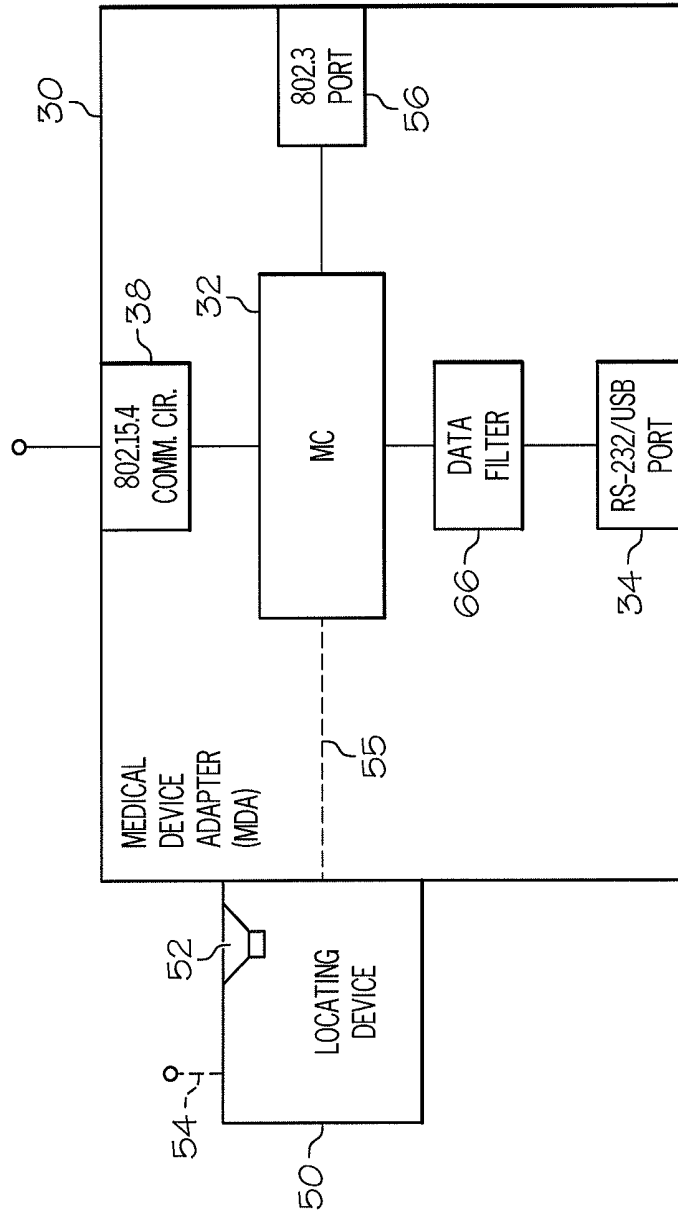 30
802.3
PORT
56
38
802.15.4
COMM. CIR.
32
MC
DATA
FILTER
66
RS-232/USB
PORT
34
MEDICAL
DEVICE
ADAPTER
(MDA)
55
52
LOCATING
DEVICE
54
50